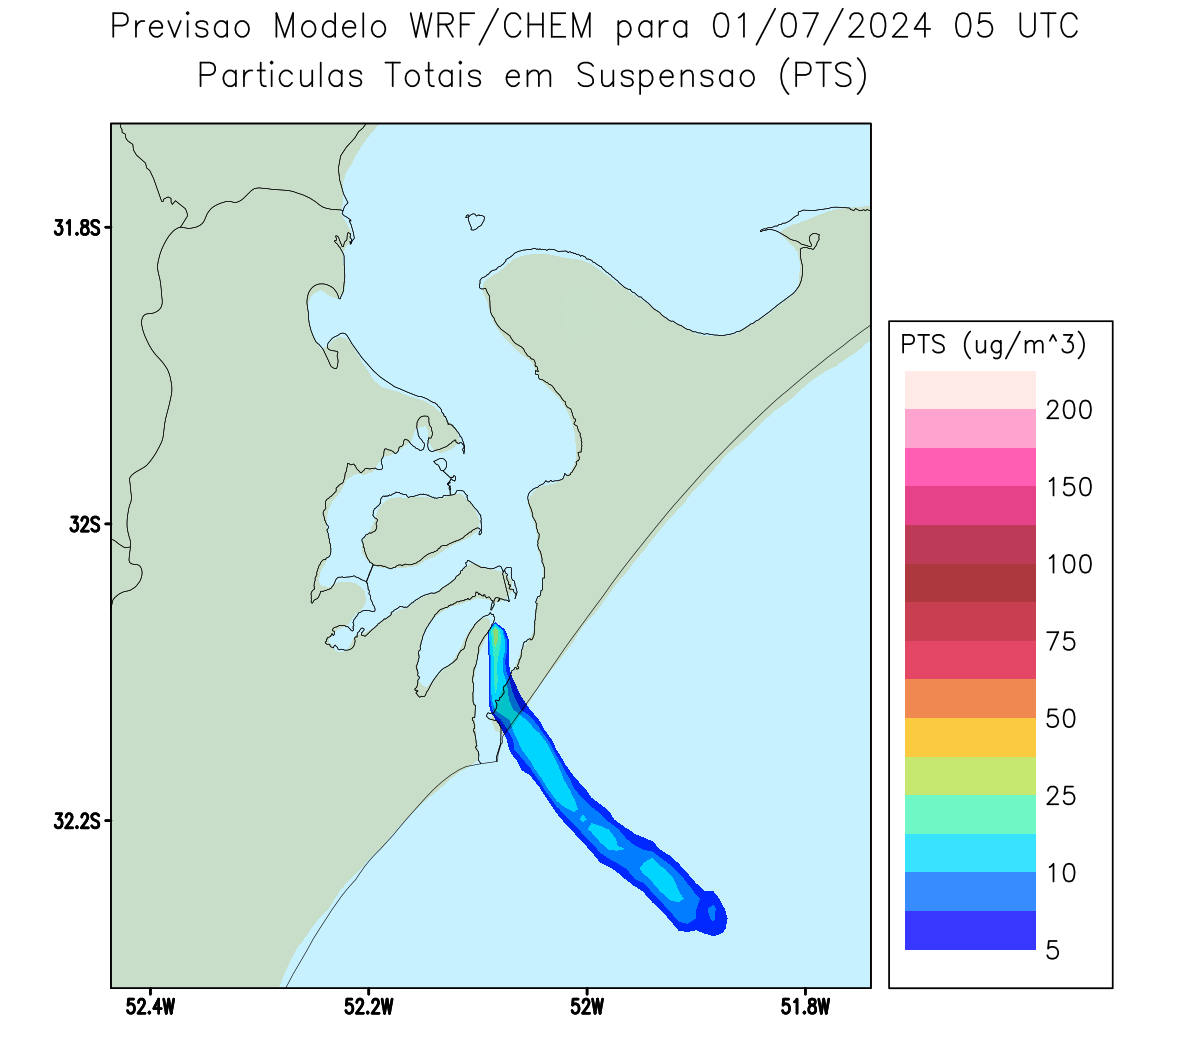 Previsao Modelo WRF/CHEM para 01/07/2024 05 UTC
Particulas Totais em Suspensao (PTS)
31.8S
32S
32.2S
52.4W
52.2W
52W
51.8W
PTS (ug/m^3)
200
150
100
75
50
25
10
5